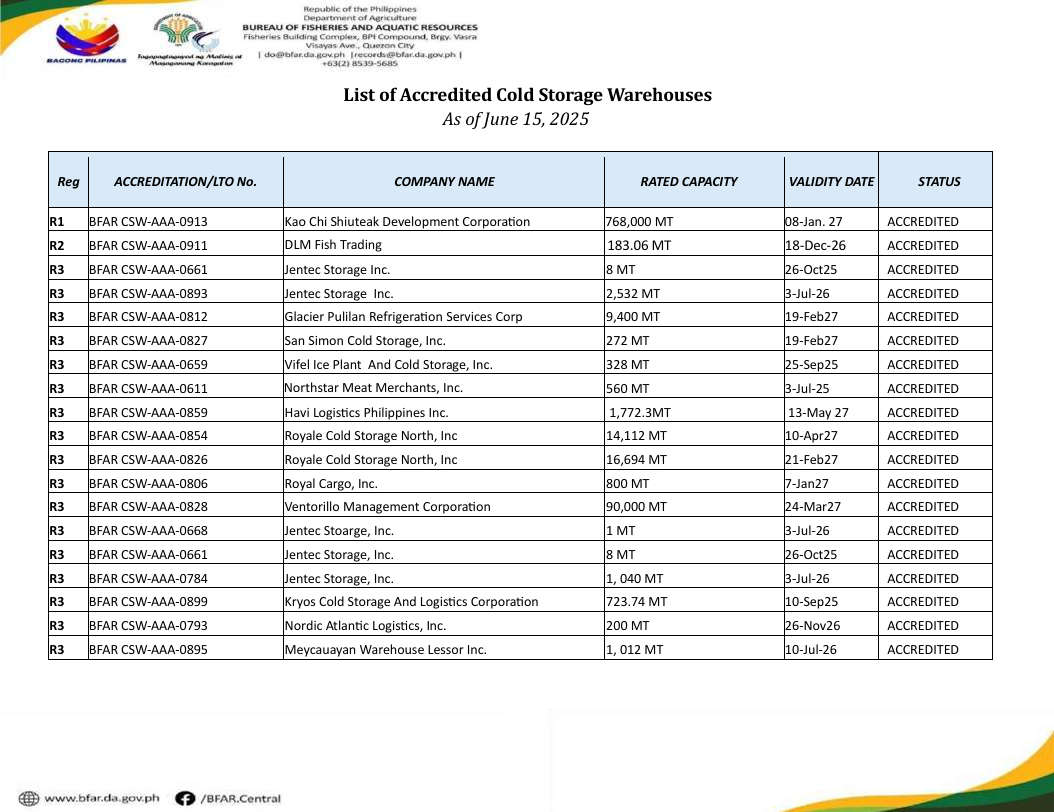 Republic of the Philippines
Department of Agriculture
BUREAU OF FISHERIES AND AQUATIC RESOURCES
Fisheries Building Complex, BPI Compound, Brgy. Vasra
Visayas Ave., Quezon City
| do@bfar.da.gov.ph |records@bfar.da.gov.ph |
+63(2) 8539-5685
BAGONG PILIPINAS
List of Accredited Cold Storage Warehouses
As of June 15, 2025
Reg ACCREDITATION/LTO No. COMPANY NAME RATED CAPACITY VALIDITY DATE STATUS
R1 BFAR CSW-AAA-0913 Kao Chi Shiuteak Development Corporation 768,000 MT 08-Jan. 27 ACCREDITED
R2 BFAR CSW-AAA-0911 DLM Fish Trading 183.06 MT 18-Dec-26 ACCREDITED
R3 BFAR CSW-AAA-0661 Jentec Storage Inc. 8 MT 26-Oct25 ACCREDITED
R3 BFAR CSW-AAA-0893 Jentec Storage Inc. 2,532 MT 3-Jul-26 ACCREDITED
R3 BFAR CSW-AAA-0812 Glacier Pulilan Refrigeration Services Corp 9,400 MT 19-Feb27 ACCREDITED
R3 BFAR CSW-AAA-0827 San Simon Cold Storage, Inc. 272 MT 19-Feb27 ACCREDITED
R3 BFAR CSW-AAA-0659 Vifel Ice Plant And Cold Storage, Inc. 328 MT 25-Sep25 ACCREDITED
R3 BFAR CSW-AAA-0611 Northstar Meat Merchants, Inc. 560 MT 3-Jul-25 ACCREDITED
R3 BFAR CSW-AAA-0859 Havi Logistics Philippines Inc. 1,772.3MT 13-May 27 ACCREDITED
R3 BFAR CSW-AAA-0854 Royale Cold Storage North, Inc 14,112 MT 10-Apr27 ACCREDITED
R3 BFAR CSW-AAA-0826 Royale Cold Storage North, Inc 16,694 MT 21-Feb27 ACCREDITED
R3 BFAR CSW-AAA-0806 Royal Cargo, Inc. 800 MT 7-Jan27 ACCREDITED
R3 BFAR CSW-AAA-0828 Ventorillo Management Corporation 90,000 MT 24-Mar27 ACCREDITED
R3 BFAR CSW-AAA-0668 Jentec Stoarge, Inc. 1 MT 3-Jul-26 ACCREDITED
R3 BFAR CSW-AAA-0661 Jentec Storage, Inc. 8 MT 26-Oct25 ACCREDITED
R3 BFAR CSW-AAA-0784 Jentec Storage, Inc. 1, 040 MT 3-Jul-26 ACCREDITED
R3 BFAR CSW-AAA-0899 Kryos Cold Storage And Logistics Corporation 723.74 MT 10-Sep25 ACCREDITED
R3 BFAR CSW-AAA-0793 Nordic Atlantic Logistics, Inc. 200 MT 26-Nov26 ACCREDITED
R3 BFAR CSW-AAA-0895 Meycauayan Warehouse Lessor Inc. 1, 012 MT 10-Jul-26 ACCREDITED
www.bfar.da.gov.ph /BFAR.Central